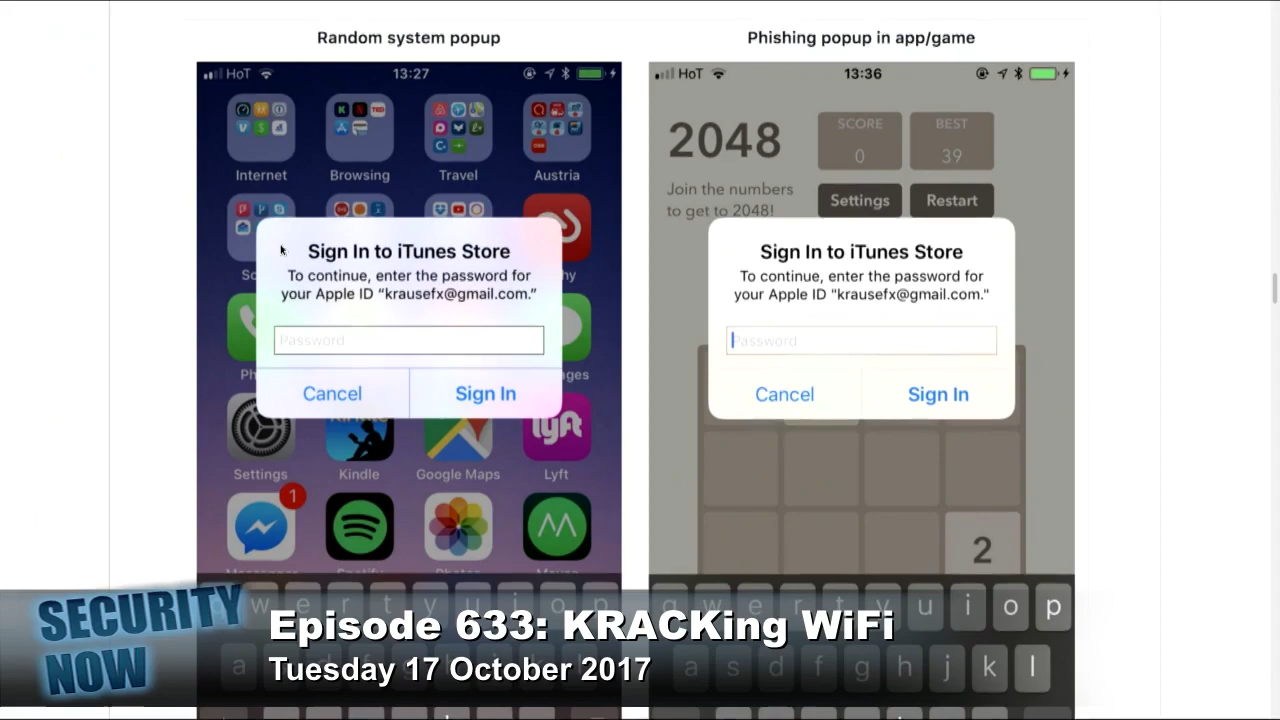 Random system popup
Phishing popup in app/game
HoT
13:27
HoT
13:36
Internet
Browsing
Travel
Austria
2048
SCORE
0
BEST
39
Join the numbers
to get to 2048!
Settings
Restart
Sign In to iTunes Store
To continue, enter the password for
your Apple ID “krausefx@gmail.com.”
Password
Cancel
Sign In
Sign In to iTunes Store
To continue, enter the password for
your Apple ID "krausefx@gmail.com."
Password
Cancel
Sign In
Settings
Kindle
Google Maps
Lyft
lyft
1
2
w e r t y u i o p
q w e r t y u i o p
a
a s d f g h j k l
SECURITY
NOW
Episode 633: KRACKing WiFi
Tuesday 17 October 2017